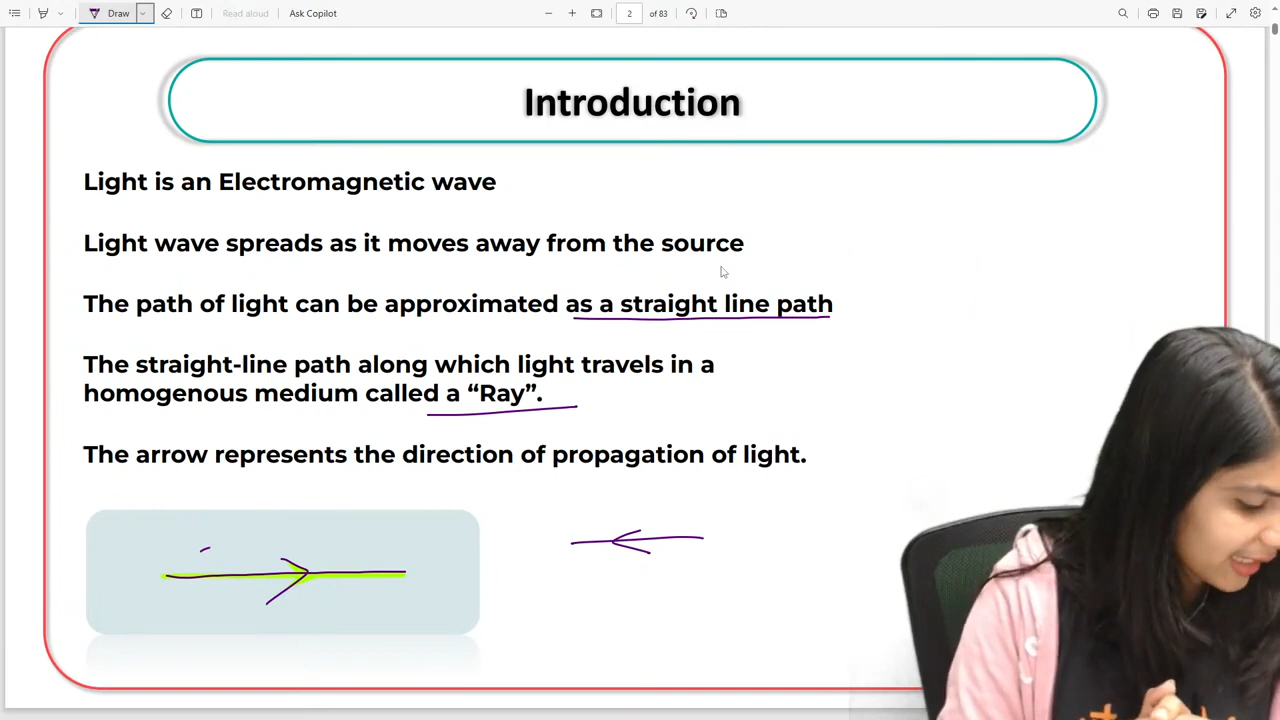 Draw
Read aloud
Ask Copilot
2
of 83
Introduction
Light is an Electromagnetic wave
Light wave spreads as it moves away from the source
The path of light can be approximated as a straight line path
The straight-line path along which light travels in a
homogenous medium called a “Ray”.
The arrow represents the direction of propagation of light.